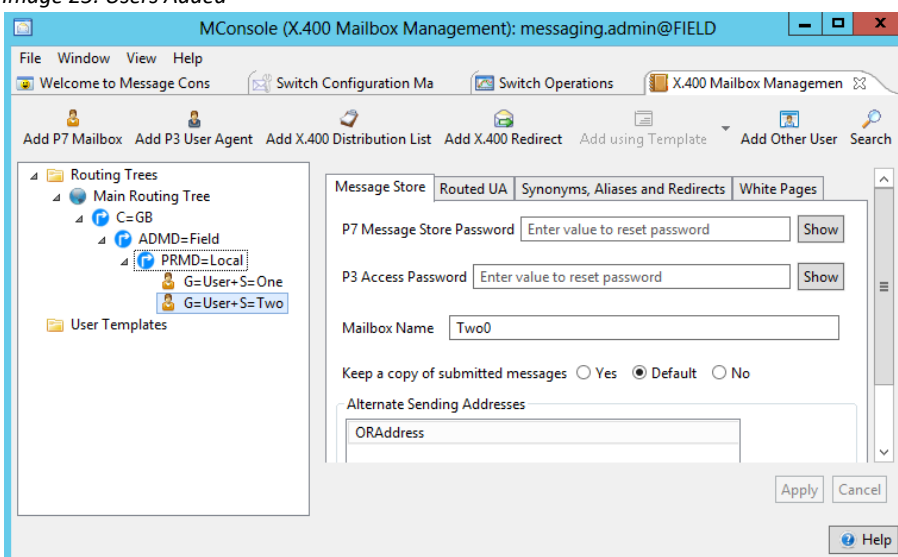 Image 23: Users Added
MConsole (X.400 Mailbox Management): messaging.admin@FIELD
File Window View Help
Welcome to Message Cons Switch Configuration Ma Switch Operations X.400 Mailbox Managemen
Add P7 Mailbox Add P3 User Agent Add X.400 Distribution List Add X.400 Redirect Add using Template Add Other User Search
Routing Trees
Main Routing Tree
C=GB
ADMD=Field
PRMD=Local
G=User+S=One
G=User+S=Two
User Templates
Message Store Routed UA Synonyms, Aliases and Redirects White Pages
P7 Message Store Password Enter value to reset password Show
P3 Access Password Enter value to reset password Show
Mailbox Name Two0
Keep a copy of submitted messages Yes Default No
Alternate Sending Addresses
ORAddress
Apply Cancel
Help